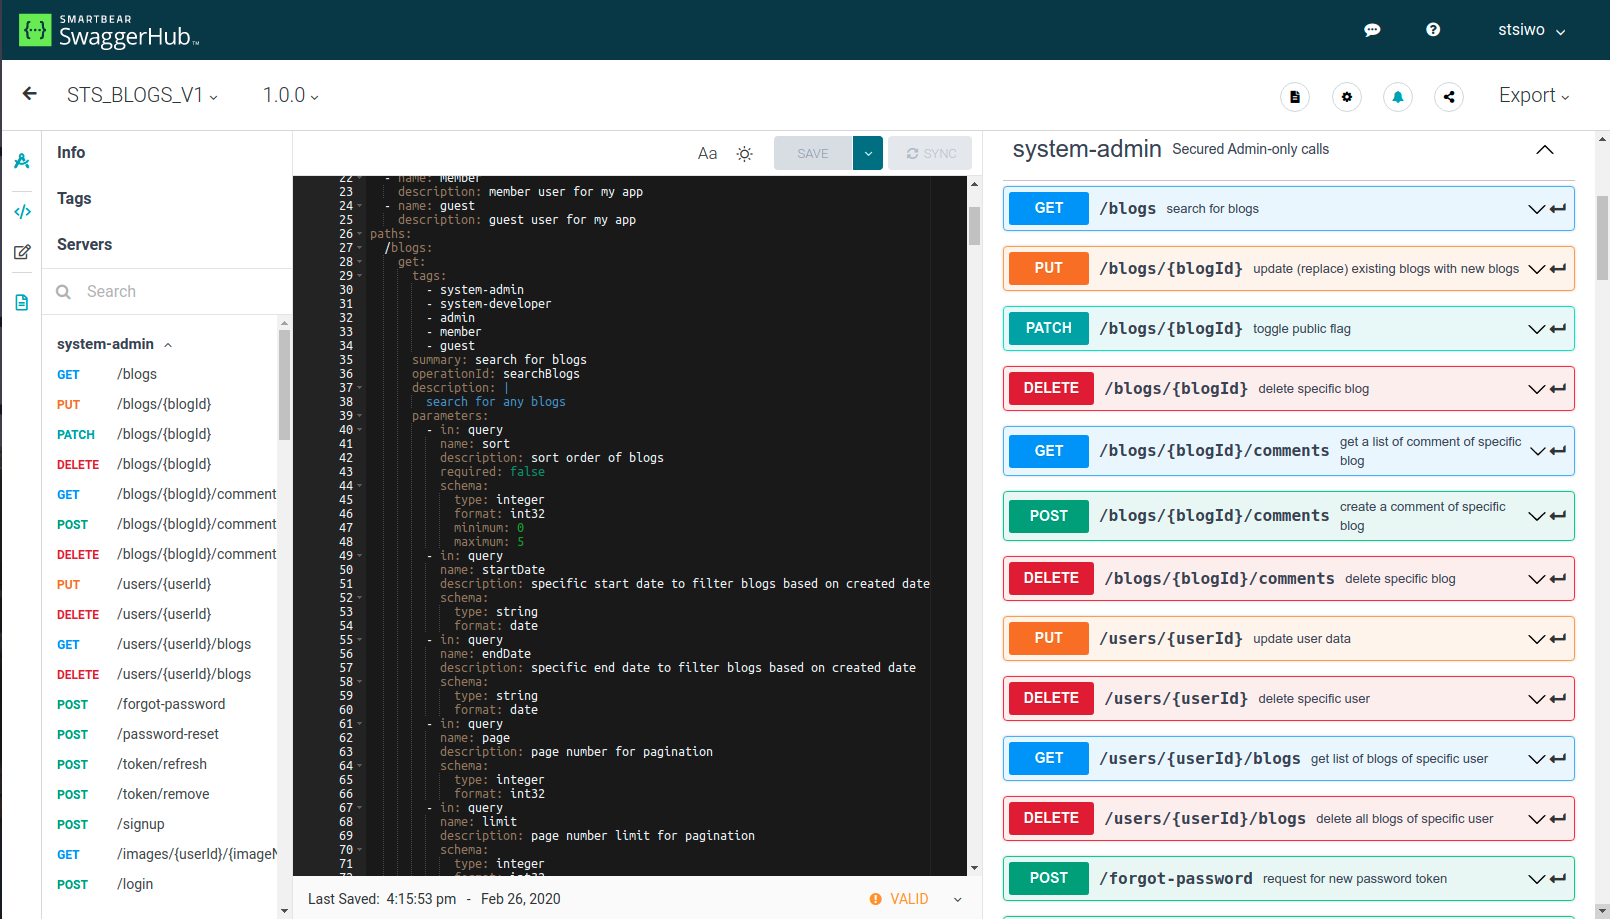 SMARTBEAR
SwaggerHub™
stsiwo
STS_BLOGS_V1
1.0.0
Export
Info
Tags
Servers
Search
system-admin
GET /blogs
PUT /blogs/{blogId}
PATCH /blogs/{blogId}
DELETE /blogs/{blogId}
GET /blogs/{blogId}/comment
POST /blogs/{blogId}/comment
DELETE /blogs/{blogId}/comment
PUT /users/{userId}
DELETE /users/{userId}
GET /users/{userId}/blogs
DELETE /users/{userId}/blogs
POST /forgot-password
POST /password-reset
POST /token/refresh
POST /token/remove
POST /signup
GET /images/{userId}/{imageN
POST /login
Aa
SAVE
SYNC
22 - name: member
23 description: member user for my app
24 - name: guest
25 description: guest user for my app
26 paths:
27 /blogs:
28 get:
29 tags:
30 - system-admin
31 - system-developer
32 - admin
33 - member
34 - guest
35 summary: search for blogs
36 operationId: searchBlogs
37 description: |
38 search for any blogs
39 parameters:
40 - in: query
41 name: sort
42 description: sort order of blogs
43 required: false
44 schema:
45 type: integer
46 format: int32
47 minimum: 0
48 maximum: 5
49 - in: query
50 name: startDate
51 description: specific start date to filter blogs based on created date
52 schema:
53 type: string
54 format: date
55 - in: query
56 name: endDate
57 description: specific end date to filter blogs based on created date
58 schema:
59 type: string
60 format: date
61 - in: query
62 name: page
63 description: page number for pagination
64 schema:
65 type: integer
66 format: int32
67 - in: query
68 name: limit
69 description: page number limit for pagination
70 schema:
71 type: integer
72 format: int32
Last Saved: 4:15:53 pm - Feb 26, 2020
VALID
system-admin Secured Admin-only calls
GET /blogs search for blogs
PUT /blogs/{blogId} update (replace) existing blogs with new blogs
PATCH /blogs/{blogId} toggle public flag
DELETE /blogs/{blogId} delete specific blog
GET /blogs/{blogId}/comments get a list of comment of specific
blog
POST /blogs/{blogId}/comments create a comment of specific
blog
DELETE /blogs/{blogId}/comments delete specific blog
PUT /users/{userId} update user data
DELETE /users/{userId} delete specific user
GET /users/{userId}/blogs get list of blogs of specific user
DELETE /users/{userId}/blogs delete all blogs of specific user
POST /forgot-password request for new password token